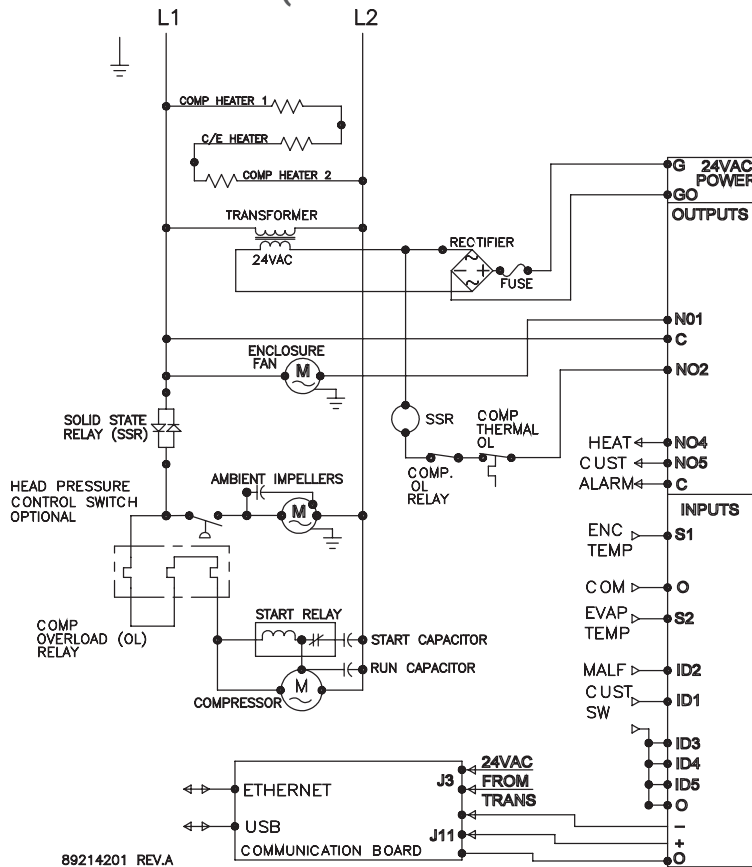 L1
L2
COMP HEATER 1
C/E HEATER
COMP HEATER 2
TRANSFORMER
24VAC
RECTIFIER
FUSE
G
24VAC
POWER
GO
OUTPUTS
N01
C
ENCLOSURE
FAN
M
NO2
SOLID STATE
RELAY (SSR)
SSR
COMP
THERMAL
OL
COMP.
OL
RELAY
HEAT
NO4
CUST
NO5
ALARM
C
HEAD PRESSURE
CONTROL SWITCH
OPTIONAL
AMBIENT IMPELLERS
M
INPUTS
ENC
TEMP
S1
COM
O
EVAP
TEMP
S2
COMP
OVERLOAD (OL)
RELAY
START RELAY
START CAPACITOR
RUN CAPACITOR
M
COMPRESSOR
MALF
ID2
CUST
SW
ID1
ID3
ID4
ID5
O
ETHERNET
USB
COMMUNICATION BOARD
J3
J11
24VAC
FROM
TRANS
−
+
O
89214201 REV.A